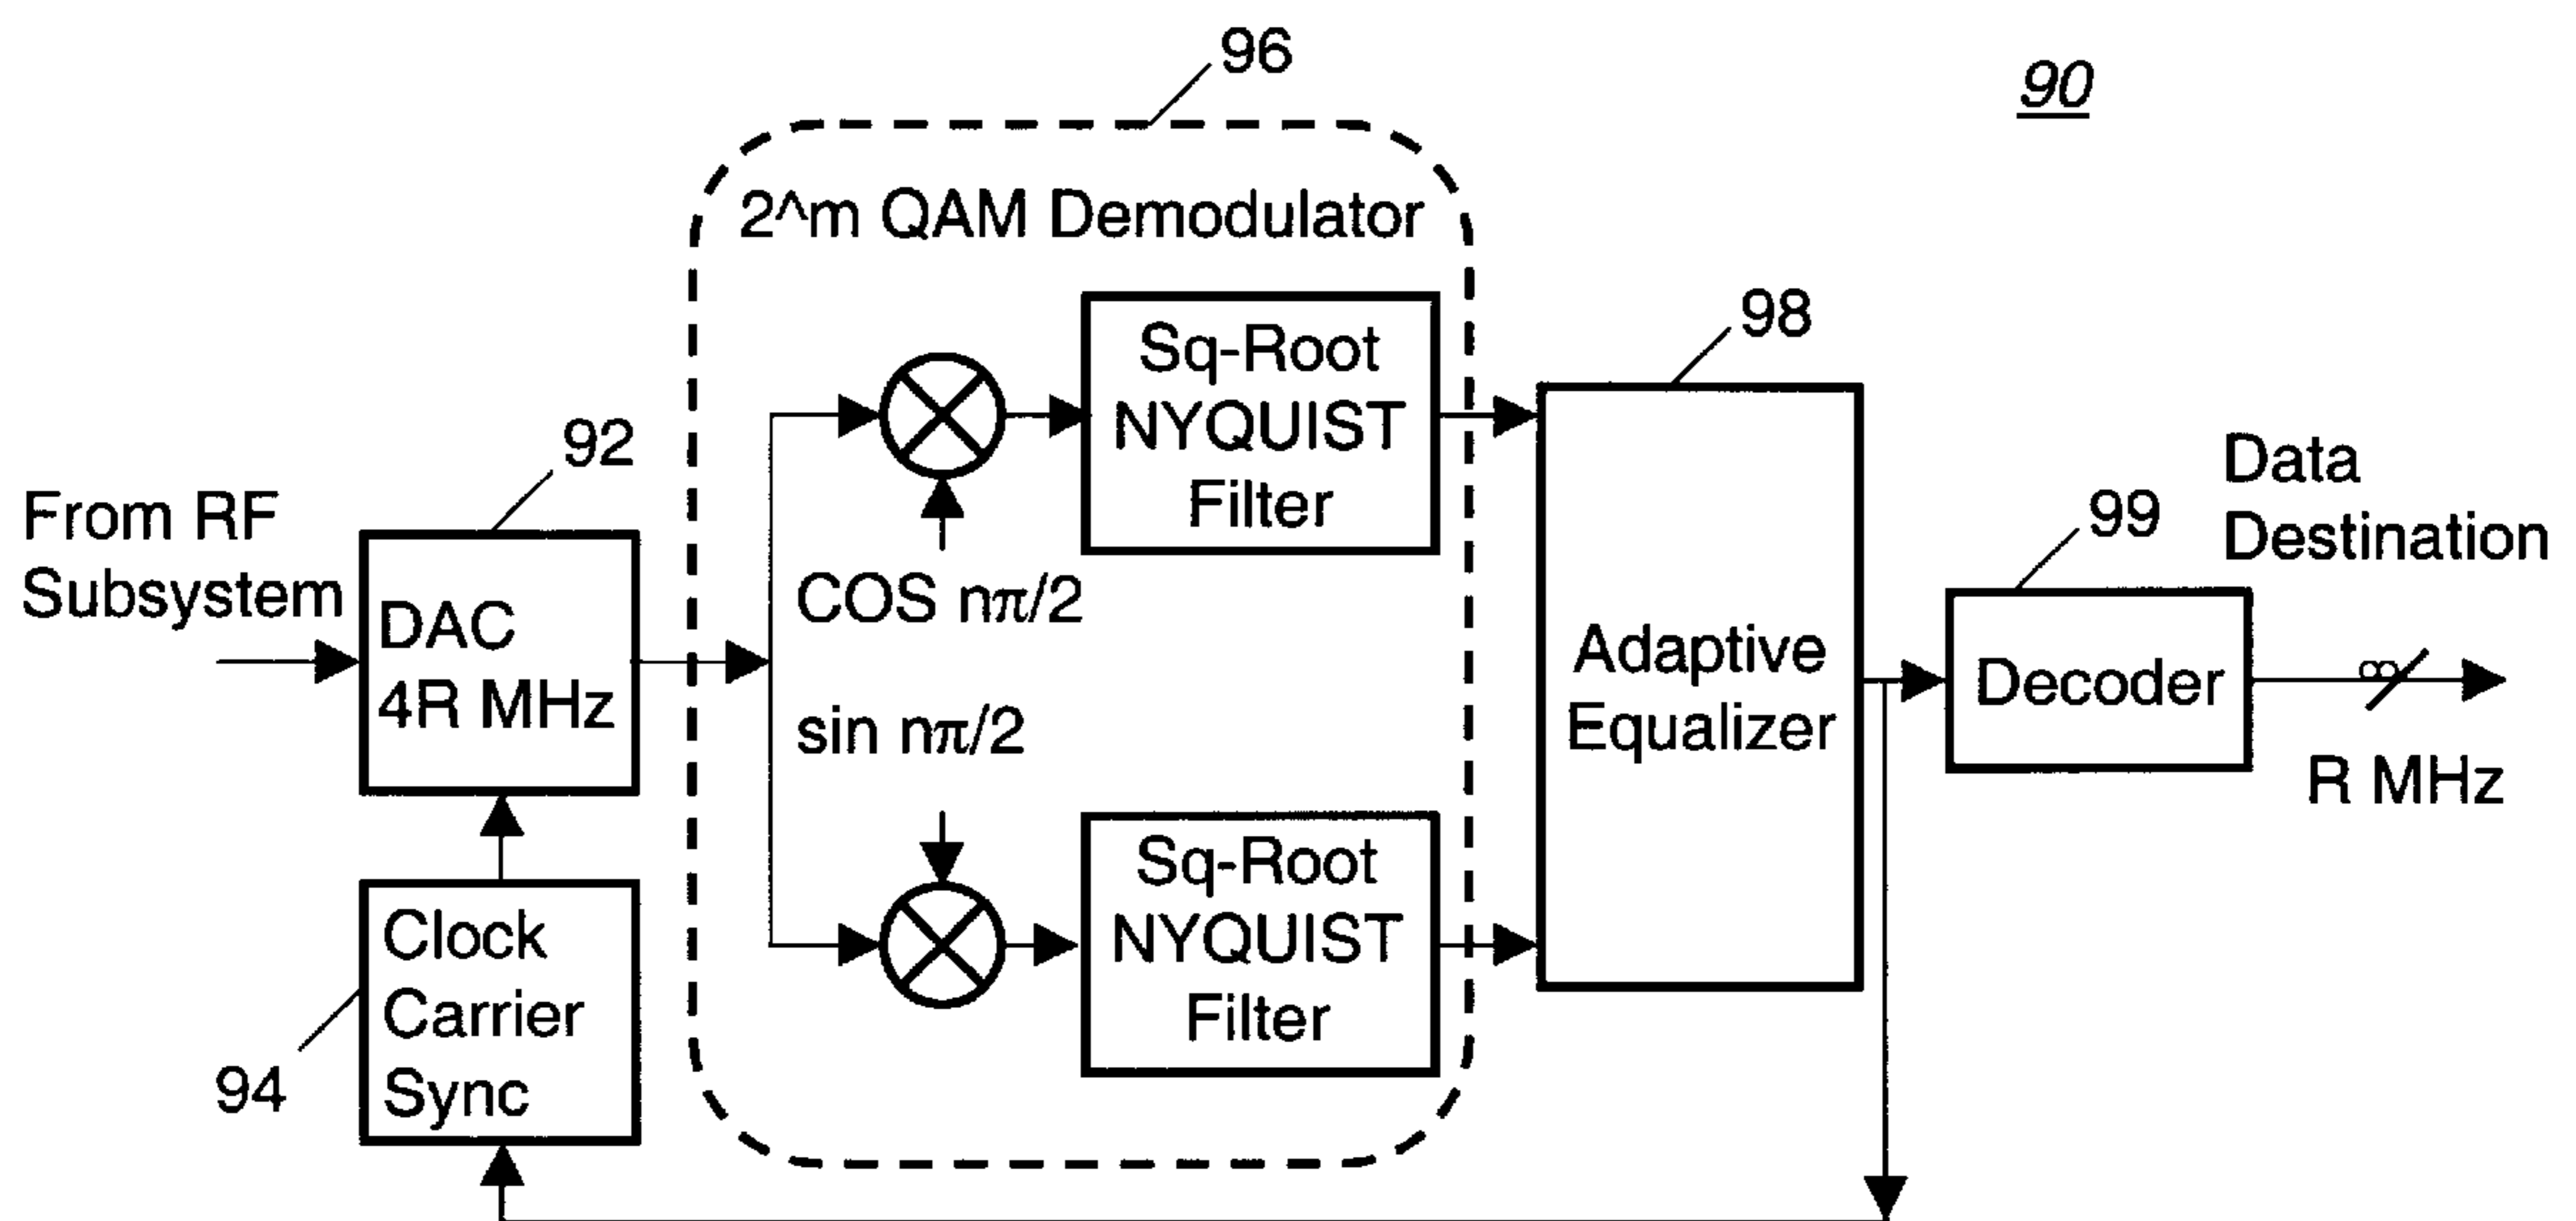 96
90
2^m QAM Demodulator
98
Sq-Root
NYQUIST
Filter
92
From RF
Subsystem
DAC
4R MHz
COS nπ/2
sin nπ/2
Adaptive
Equalizer
99
Data
Destination
Decoder
8
R MHz
Clock
Carrier
Sync
94
Sq-Root
NYQUIST
Filter